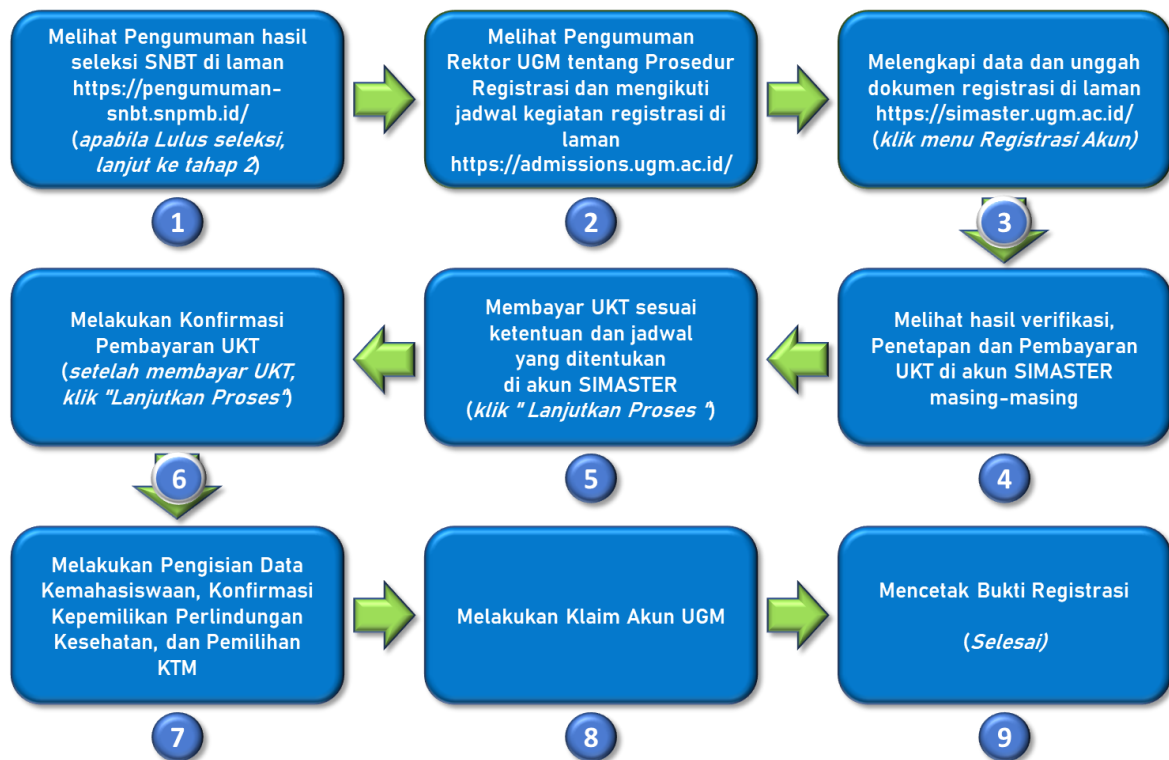 Melihat Pengumuman hasil
seleksi SNBT di laman
https://pengumuman-
snbt.snpmb.id/
(apabila Lulus seleksi,
lanjut ke tahap 2)
1
Melihat Pengumuman
Rektor UGM tentang Prosedur
Registrasi dan mengikuti
jadwal kegiatan registrasi di
laman
https://admissions.ugm.ac.id/
2
Melengkapi data dan unggah
dokumen registrasi di laman
https://simaster.ugm.ac.id/
(klik menu Registrasi Akun)
3
Melihat hasil verifikasi,
Penetapan dan Pembayaran
UKT di akun SIMASTER
masing-masing
4
Membayar UKT sesuai
ketentuan dan jadwal
yang ditentukan
di akun SIMASTER
(klik " Lanjutkan Proses ")
5
Melakukan Konfirmasi
Pembayaran UKT
(setelah membayar UKT,
klik "Lanjutkan Proses")
6
Melakukan Pengisian Data
Kemahasiswaan, Konfirmasi
Kepemilikan Perlindungan
Kesehatan, dan Pemilihan
KTM
7
Melakukan Klaim Akun UGM
8
Mencetak Bukti Registrasi
(Selesai)
9